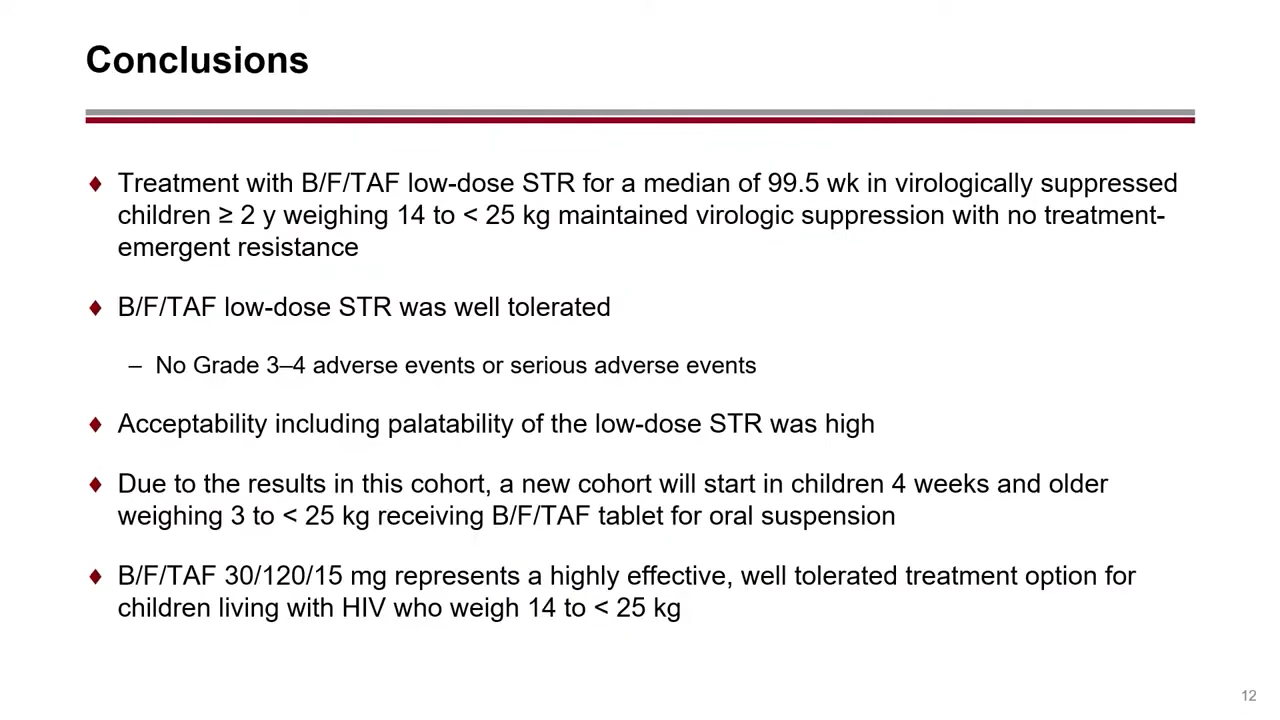 Conclusions
♦ Treatment with B/F/TAF low-dose STR for a median of 99.5 wk in virologically suppressed
children ≥ 2 y weighing 14 to < 25 kg maintained virologic suppression with no treatment-
emergent resistance
♦ B/F/TAF low-dose STR was well tolerated
– No Grade 3–4 adverse events or serious adverse events
♦ Acceptability including palatability of the low-dose STR was high
♦ Due to the results in this cohort, a new cohort will start in children 4 weeks and older
weighing 3 to < 25 kg receiving B/F/TAF tablet for oral suspension
♦ B/F/TAF 30/120/15 mg represents a highly effective, well tolerated treatment option for
children living with HIV who weigh 14 to < 25 kg
12